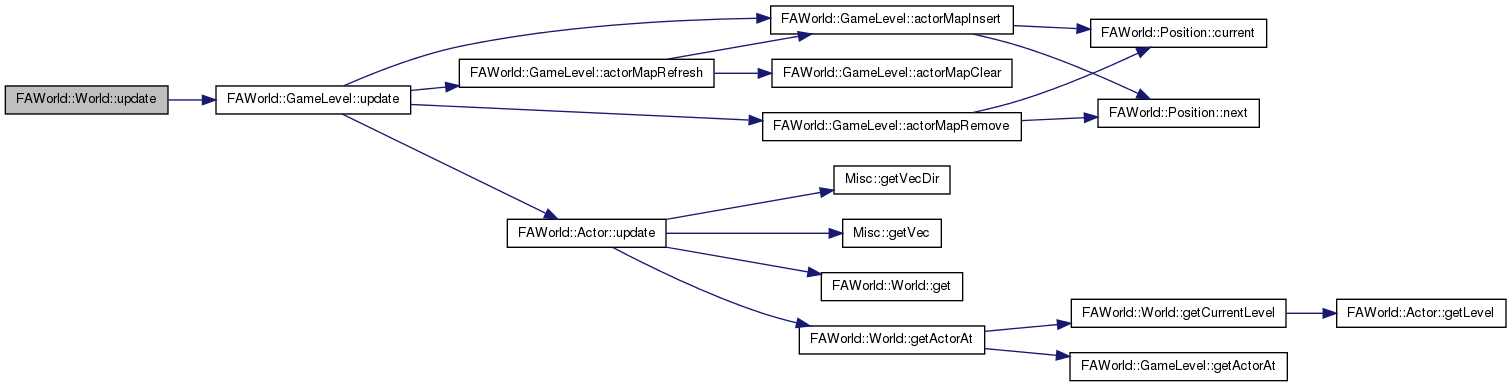 FAWorld::World::update
FAWorld::GameLevel::update
FAWorld::GameLevel::actorMapRefresh
FAWorld::GameLevel::actorMapInsert
FAWorld::GameLevel::actorMapClear
FAWorld::GameLevel::actorMapRemove
FAWorld::Position::current
FAWorld::Position::next
FAWorld::Actor::update
Misc::getVecDir
Misc::getVec
FAWorld::World::get
FAWorld::World::getActorAt
FAWorld::World::getCurrentLevel
FAWorld::Actor::getLevel
FAWorld::GameLevel::getActorAt